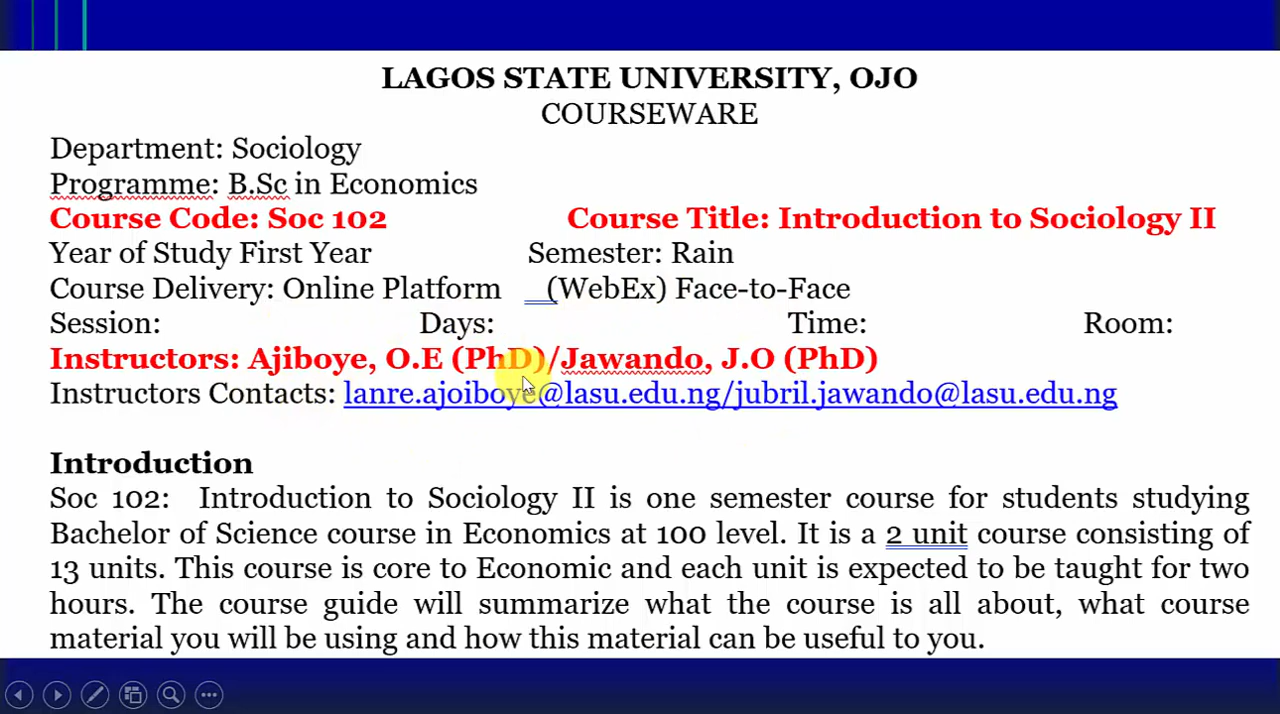 LAGOS STATE UNIVERSITY, OJO
COURSEWARE
Department: Sociology
Programme: B.Sc in Economics
Course Code: Soc 102 Course Title: Introduction to Sociology II
Year of Study First Year Semester: Rain
Course Delivery: Online Platform (WebEx) Face-to-Face
Session: Days: Time: Room:
Instructors: Ajiboye, O.E (PhD)/Jawando, J.O (PhD)
Instructors Contacts: lanre.ajoiboye@lasu.edu.ng/jubril.jawando@lasu.edu.ng
Introduction
Soc 102: Introduction to Sociology II is one semester course for students studying
Bachelor of Science course in Economics at 100 level. It is a 2 unit course consisting of
13 units. This course is core to Economic and each unit is expected to be taught for two
hours. The course guide will summarize what the course is all about, what course
material you will be using and how this material can be useful to you.